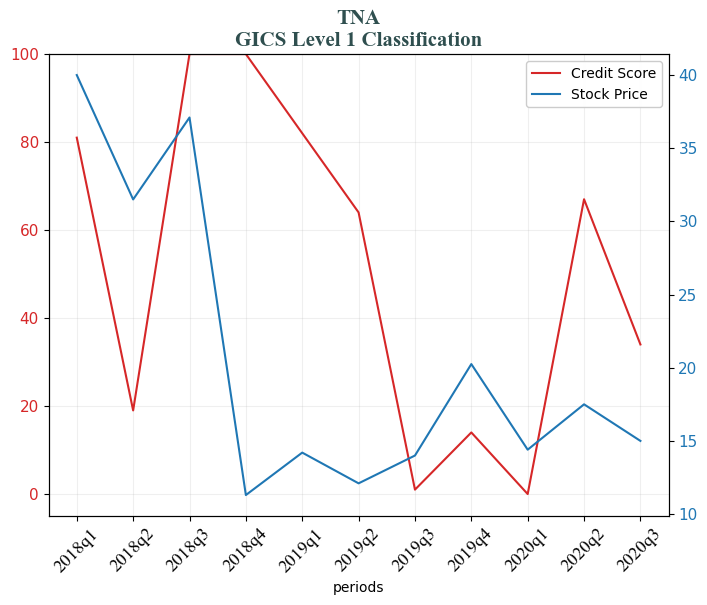 TNA
GICS Level 1 Classification
Credit Score
Stock Price
100
80
60
40
20
0
40
35
30
25
20
15
10
2018q1
2018q2
2018q3
2018q4
2019q1
2019q2
2019q3
2019q4
2020q1
2020q2
2020q3
periods